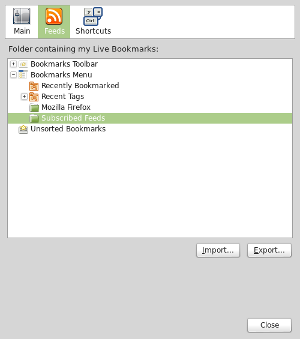 Main Feeds Shortcuts
Folder containing my Live Bookmarks:
Bookmarks Toolbar
Bookmarks Menu
Recently Bookmarked
Recent Tags
Mozilla Firefox
Subscribed Feeds
Unsorted Bookmarks
Import... Export...
Close